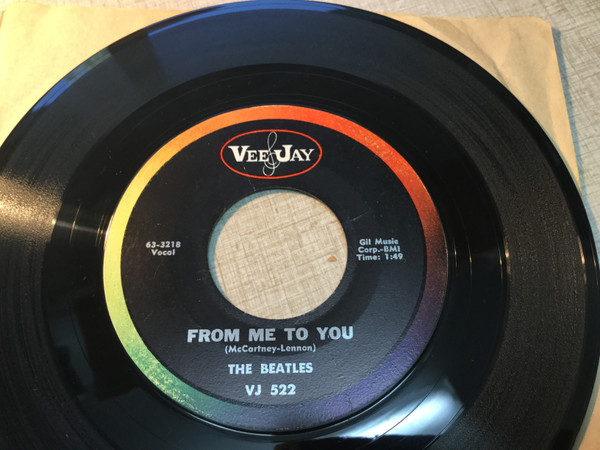 VEE JAY
63-3218
Vocal
Gil Music
Corp.-BMI
Time: 1:49
FROM ME TO YOU
(McCartney-Lennon)
THE BEATLES
VJ 522